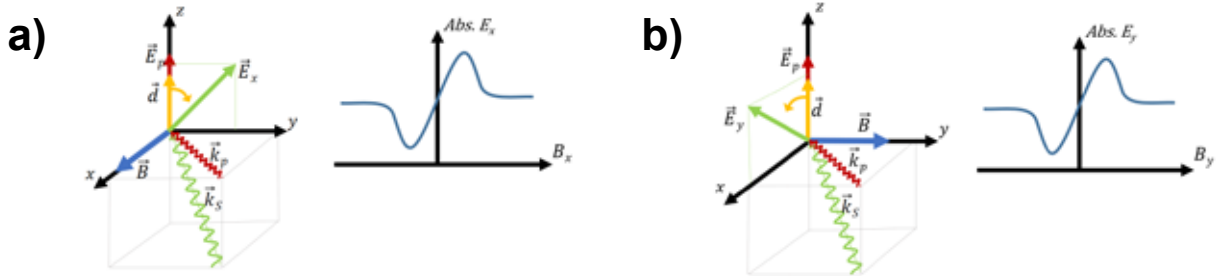 a)
z
E⃗p
E⃗x
d⃗
y
x
B⃗
k⃗p
k⃗s
Abs. Ex
Bx
b)
z
E⃗p
E⃗y
d⃗
B⃗
y
x
k⃗p
k⃗s
Abs. Ey
By